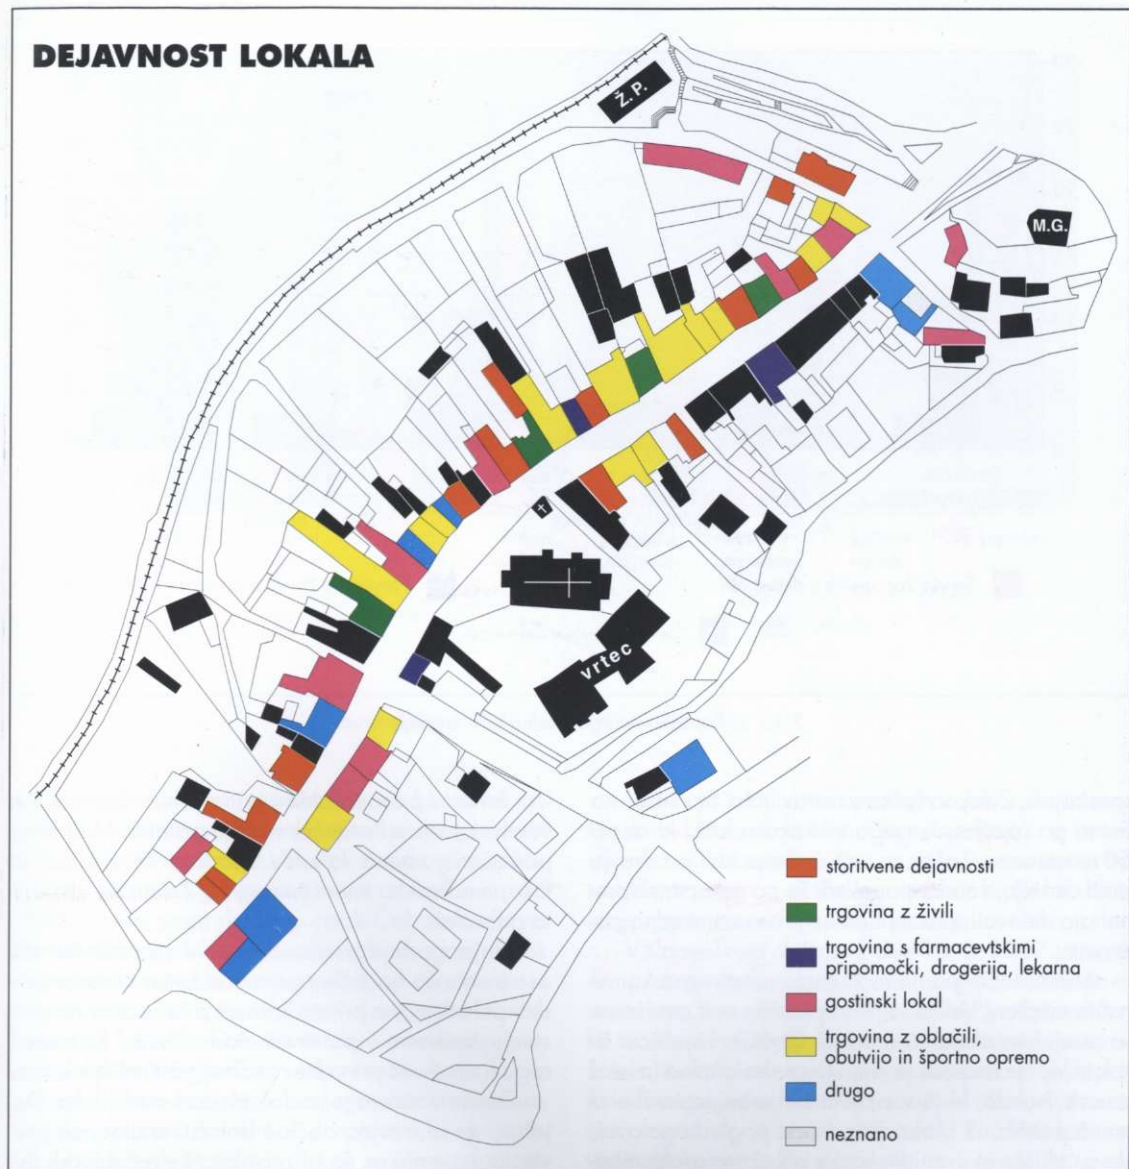 DEJAVNOST LOKALA
Ž. P.
M.G.
vrtec
storitvene dejavnosti
trgovina z živili
trgovina s farmacevtskimi
pripomočki, drogerija, lekarna
gostinski lokal
trgovina z oblačili,
obutvijo in športno opremo
drugo
neznano